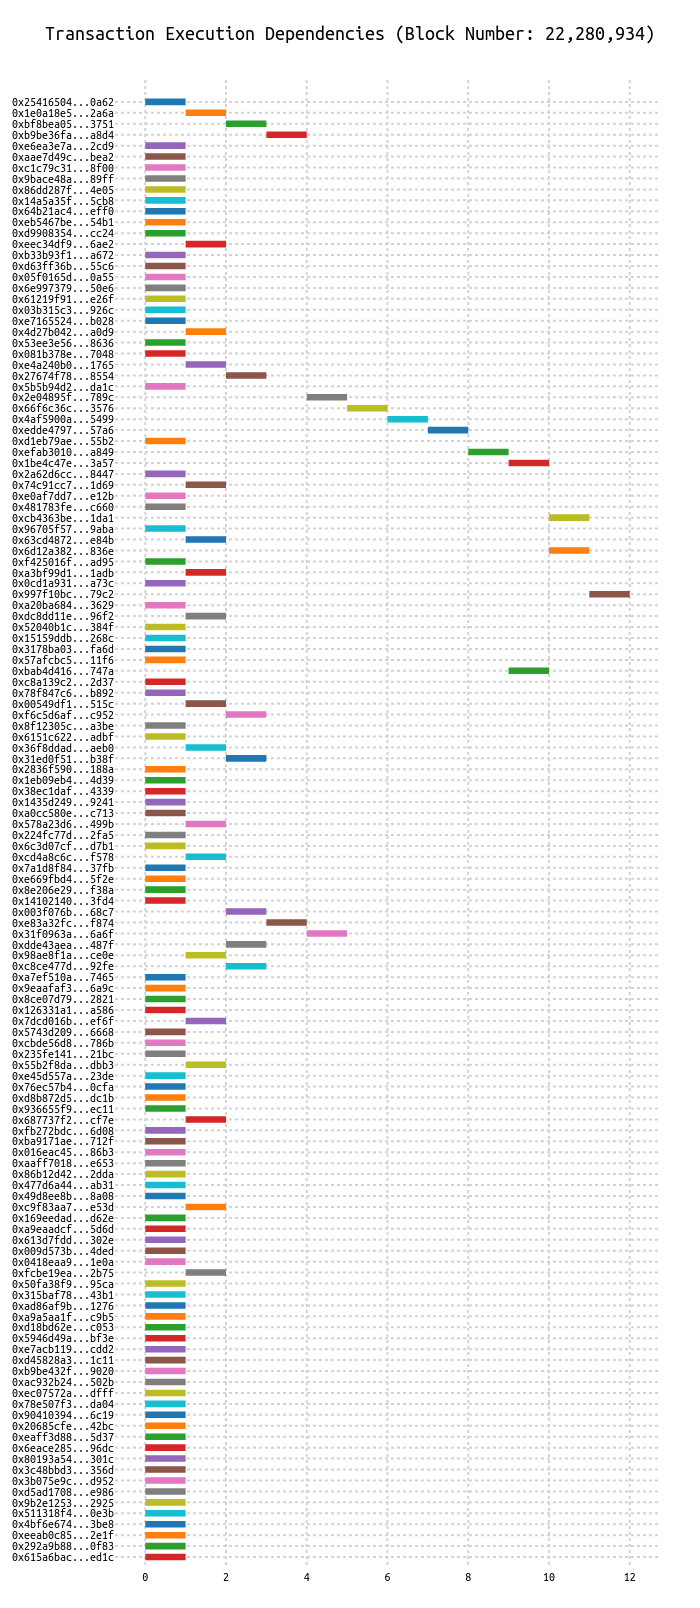 Transaction Execution Dependencies (Block Number: 22,280,934)
0x25416504...0a62
0x1e0a18e5...2a6a
0xbf8bea05...3751
0xb9be36fa...a8d4
0xe6ea3e7a...2cd9
0xaae7d49c...bea2
0xc1c79c31...8f00
0x9bace48a...89ff
0x86dd287f...4e05
0x14a5a35f...5cb8
0x64b21ac4...eff0
0xeb5467be...54b1
0xd9908354...cc24
0xeec34df9...6ae2
0xb33b93f1...a672
0xd63ff36b...55c6
0x05f0165d...0a55
0x6e997379...50e6
0x61219f91...e26f
0x03b315c3...926c
0xe7165524...b028
0x4d27b042...a0d9
0x53ee3e56...8636
0x081b378e...7048
0xe4a240b0...1765
0x27674f78...8554
0x5b5b94d2...da1c
0x2e04895f...789c
0x66f6c36c...3576
0x4af5900a...5499
0xedde4797...57a6
0xd1eb79ae...55b2
0xefab3010...a849
0x1be4c47e...3a57
0x2a62d6cc...8447
0x74c91cc7...1d69
0xe0af7dd7...e12b
0x481783fe...c660
0xcb4363be...1da1
0x96705f57...9aba
0x63cd4872...e84b
0x6d12a382...836e
0xf425016f...ad95
0xa3bf99d1...1adb
0x0cd1a931...a73c
0x997f10bc...79c2
0xa20ba684...3629
0xdc8dd11e...96f2
0x52040b1c...384f
0x15159ddb...268c
0x3178ba03...fa6d
0x57afcbc5...11f6
0xbab4d416...747a
0xc8a139c2...2d37
0x78f847c6...b892
0x00549df1...515c
0xf6c5d6af...c952
0x8f12305c...a3be
0x6151c622...adbf
0x36f8ddad...aeb0
0x31ed0f51...b38f
0x2836f590...188a
0x1eb09eb4...4d39
0x38ec1daf...4339
0x1435d249...9241
0xa0cc580e...c713
0x578a23d6...499b
0x224fc77d...2fa5
0x6c3d07cf...d7b1
0xcd4a8c6c...f578
0x7a1d8f84...37fb
0xe669fbd4...5f2e
0x8e206e29...f38a
0x14102140...3fd4
0x003f076b...68c7
0xe83a32fc...f874
0x31f0963a...6a6f
0xdde43aea...487f
0x98ae8f1a...ce0e
0xc8ce477d...92fe
0xa7ef510a...7465
0x9eaafaf3...6a9c
0x8ce07d79...2821
0x126331a1...a586
0x7dcd016b...ef6f
0x5743d209...6668
0xcbde56d8...786b
0x235fe141...21bc
0x55b2f8da...dbb3
0xe45d557a...23de
0x76ec57b4...0cfa
0xd8b872d5...dc1b
0x936655f9...ec11
0x687737f2...cf7e
0xfb272bdc...6d08
0xba9171ae...712f
0x016eac45...86b3
0xaaff7018...e653
0x86b12d42...2dda
0x477d6a44...ab31
0x49d8ee8b...8a08
0xc9f83aa7...e53d
0x169eedad...d62e
0xa9eaadcf...5d6d
0x613d7fdd...302e
0x009d573b...4ded
0x0418eaa9...1e0a
0xfcbe19ea...2b75
0x50fa38f9...95ca
0x315baf78...43b1
0xad86af9b...1276
0xa9a5aa1f...c9b5
0xd18bd62e...c053
0x5946d49a...bf3e
0xe7acb119...cdd2
0xd45828a3...1c11
0xb9be432f...9020
0xac932b24...502b
0xec07572a...dfff
0x78e507f3...da04
0x90410394...6c19
0x20685cfe...42bc
0xeaff3d88...5d37
0x6eace285...96dc
0x80193a54...301c
0x3c48bbd3...356d
0x3b075e9c...d952
0xd5ad1708...e986
0x9b2e1253...2925
0x511318f4...0e3b
0x4bf6e674...3be8
0xeeab0c85...2e1f
0x292a9b88...0f83
0x615a6bac...ed1c
0 2 4 6 8 10 12